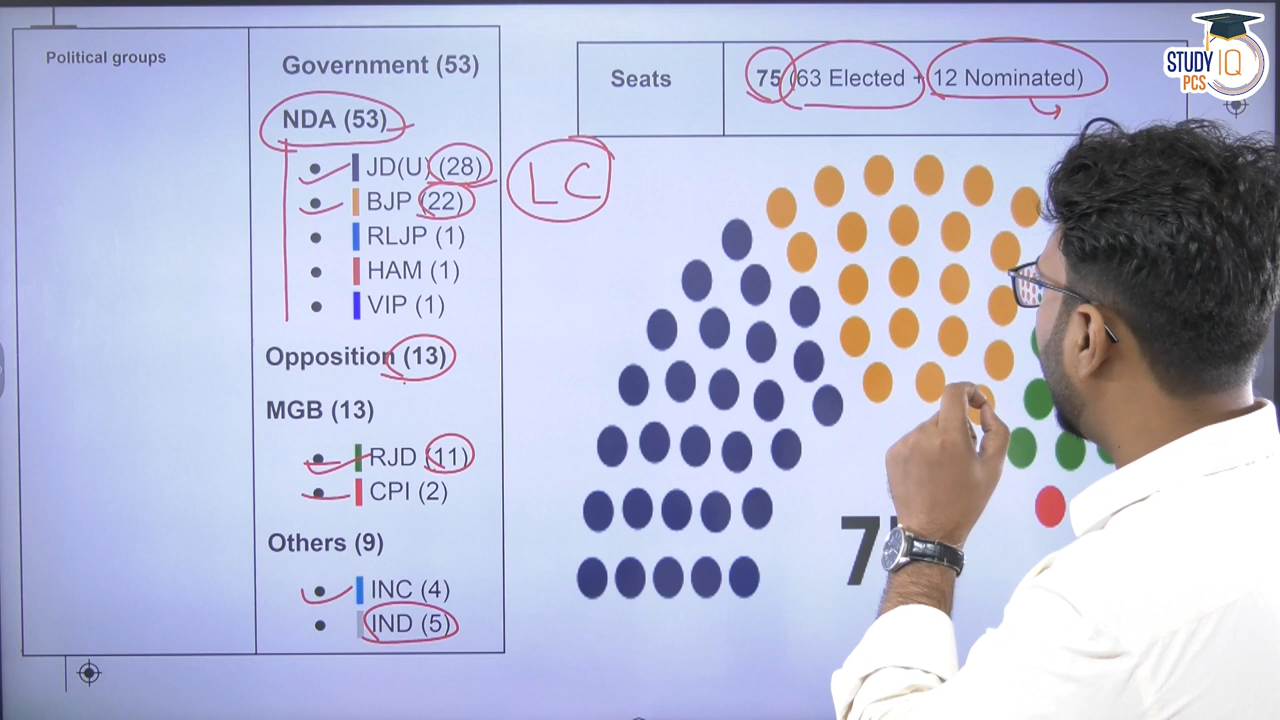 Political groups
Government (53)
NDA (53)
JD(U) (28)
BJP (22)
RLJP (1)
HAM (1)
VIP (1)
Opposition (13)
MGB (13)
RJD (11)
CPI (2)
Others (9)
INC (4)
IND (5)
LC
Seats
75 (63 Elected + 12 Nominated)
7
STUDY IQ
PCS